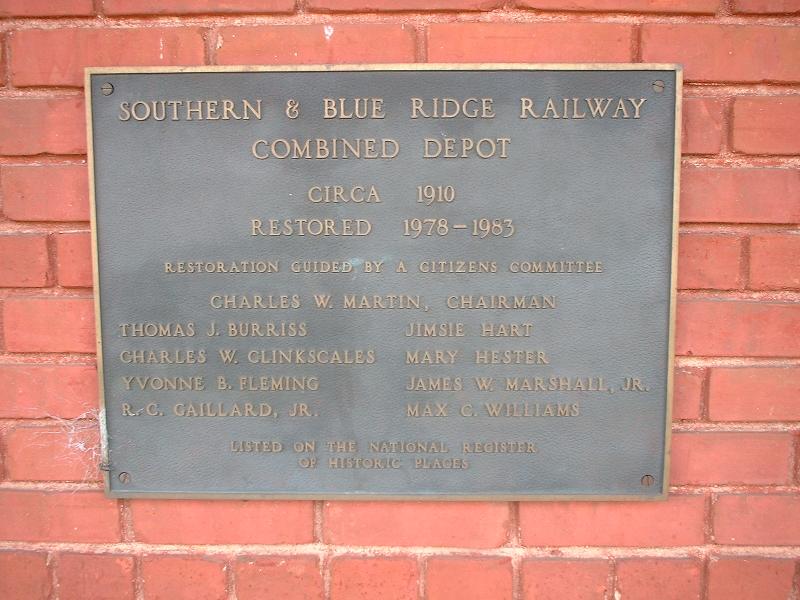 SOUTHERN & BLUE RIDGE RAILWAY
COMBINED DEPOT
CIRCA 1910
RESTORED 1978-1983
RESTORATION GUIDED BY A CITIZENS COMMITTEE
CHARLES W. MARTIN, CHAIRMAN
THOMAS J. BURRISS JIMSIE HART
CHARLES W. CLINKSCALES MARY HESTER
YVONNE B. FLEMING JAMES W. MARSHALL, JR.
R. C. GAILLARD, JR. MAX C. WILLIAMS
LISTED ON THE NATIONAL REGISTER
OF HISTORIC PLACES